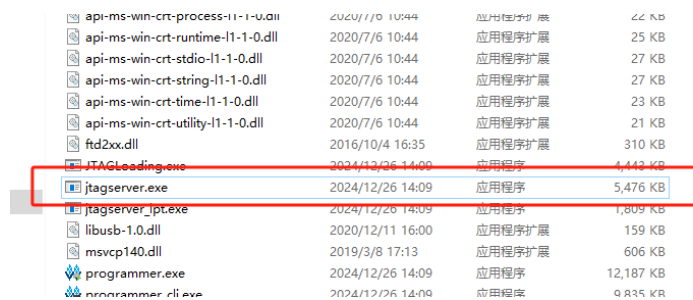 api-ms-win-crt-process-l1-1-0.dll 2020/7/6 10:44 应用程序扩展 22 KB
api-ms-win-crt-runtime-l1-1-0.dll 2020/7/6 10:44 应用程序扩展 25 KB
api-ms-win-crt-stdio-l1-1-0.dll 2020/7/6 10:44 应用程序扩展 27 KB
api-ms-win-crt-string-l1-1-0.dll 2020/7/6 10:44 应用程序扩展 27 KB
api-ms-win-crt-time-l1-1-0.dll 2020/7/6 10:44 应用程序扩展 23 KB
api-ms-win-crt-utility-l1-1-0.dll 2020/7/6 10:44 应用程序扩展 21 KB
ftd2xx.dll 2016/10/4 16:35 应用程序扩展 310 KB
JTAGLoading.exe 2024/12/26 14:09 应用程序 4,443 KB
jtagserver.exe 2024/12/26 14:09 应用程序 5,476 KB
jtagserver_lpt.exe 2024/12/26 14:09 应用程序 1,809 KB
libusb-1.0.dll 2020/12/11 16:00 应用程序扩展 159 KB
msvcp140.dll 2019/3/8 17:13 应用程序扩展 606 KB
programmer.exe 2024/12/26 14:09 应用程序 12,187 KB
programmer_cli.exe 2024/12/26 14:09 应用程序 9,835 KB